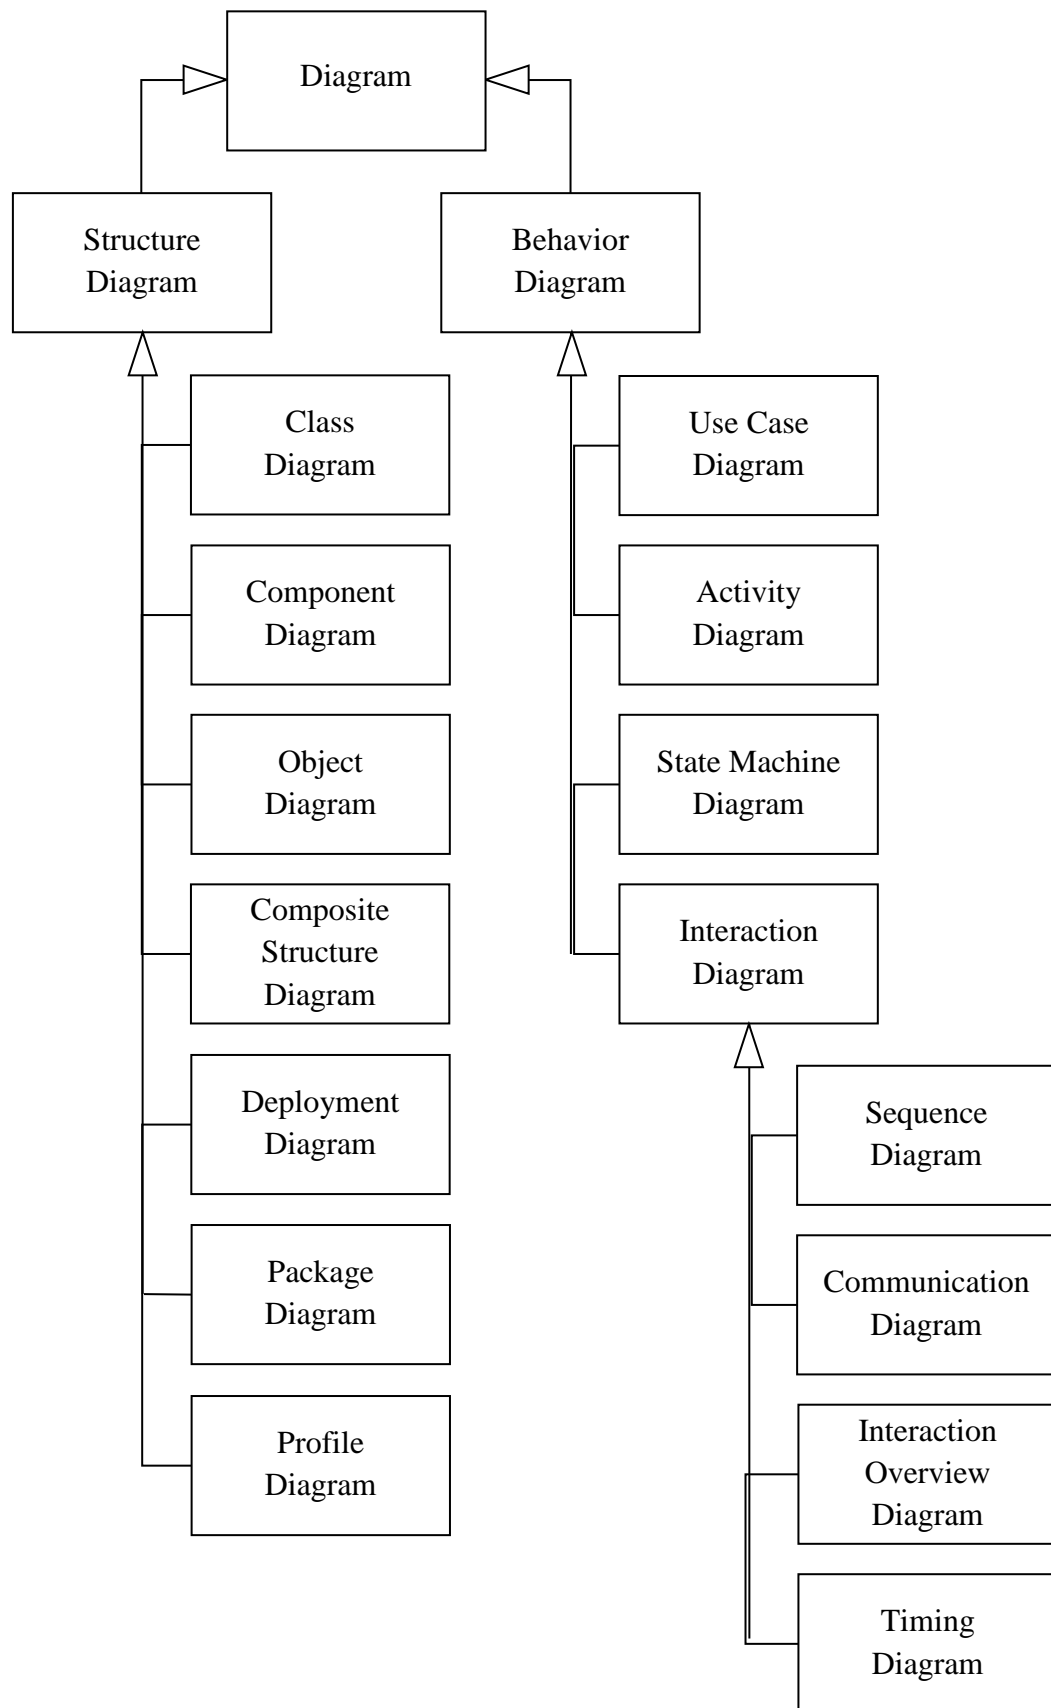 Diagram
Structure
Diagram
Behavior
Diagram
Class
Diagram
Component
Diagram
Object
Diagram
Composite
Structure
Diagram
Deployment
Diagram
Package
Diagram
Profile
Diagram
Use Case
Diagram
Activity
Diagram
State Machine
Diagram
Interaction
Diagram
Sequence
Diagram
Communication
Diagram
Interaction
Overview
Diagram
Timing
Diagram